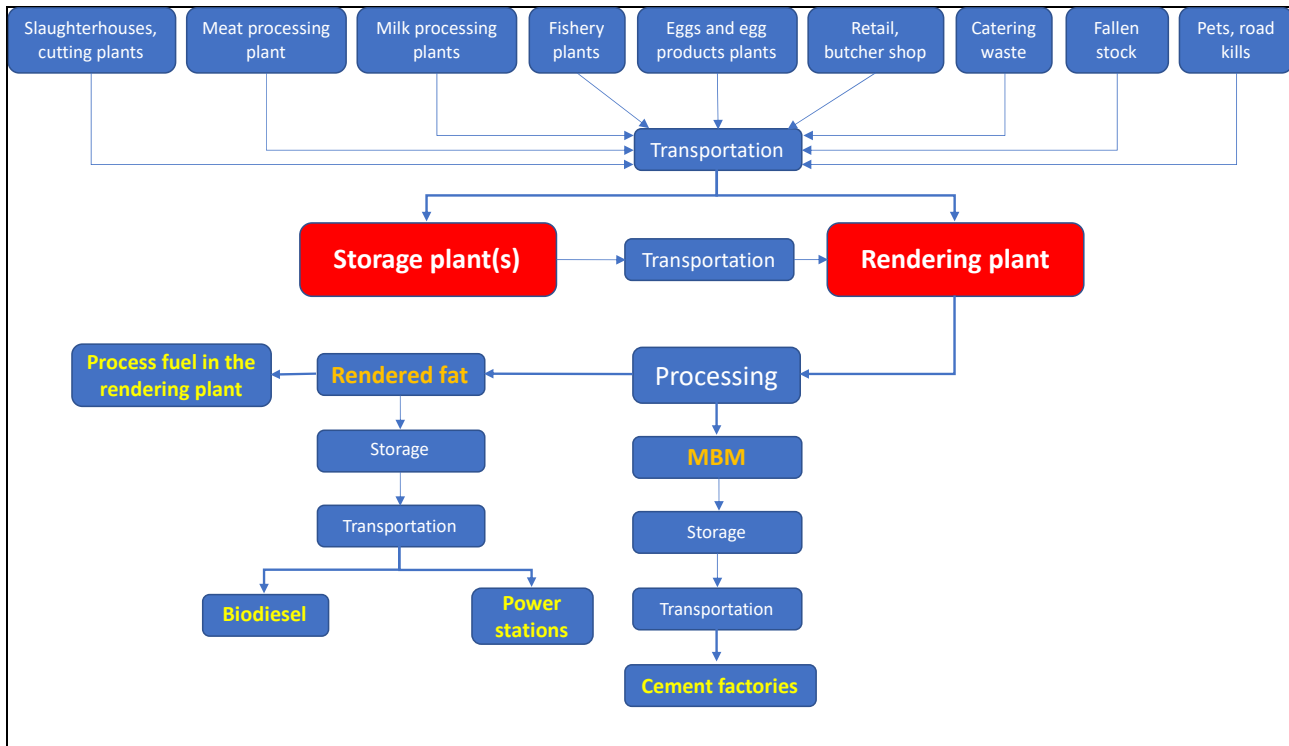 Slaughterhouses,
cutting plants
Meat processing
plant
Milk processing
plants
Fishery
plants
Eggs and egg
products plants
Retail,
butcher shop
Catering
waste
Fallen
stock
Pets, road
kills
Transportation
Storage plant(s)
Transportation
Rendering plant
Process fuel in the
rendering plant
Rendered fat
Processing
Storage
MBM
Transportation
Storage
Biodiesel
Power
stations
Transportation
Cement factories